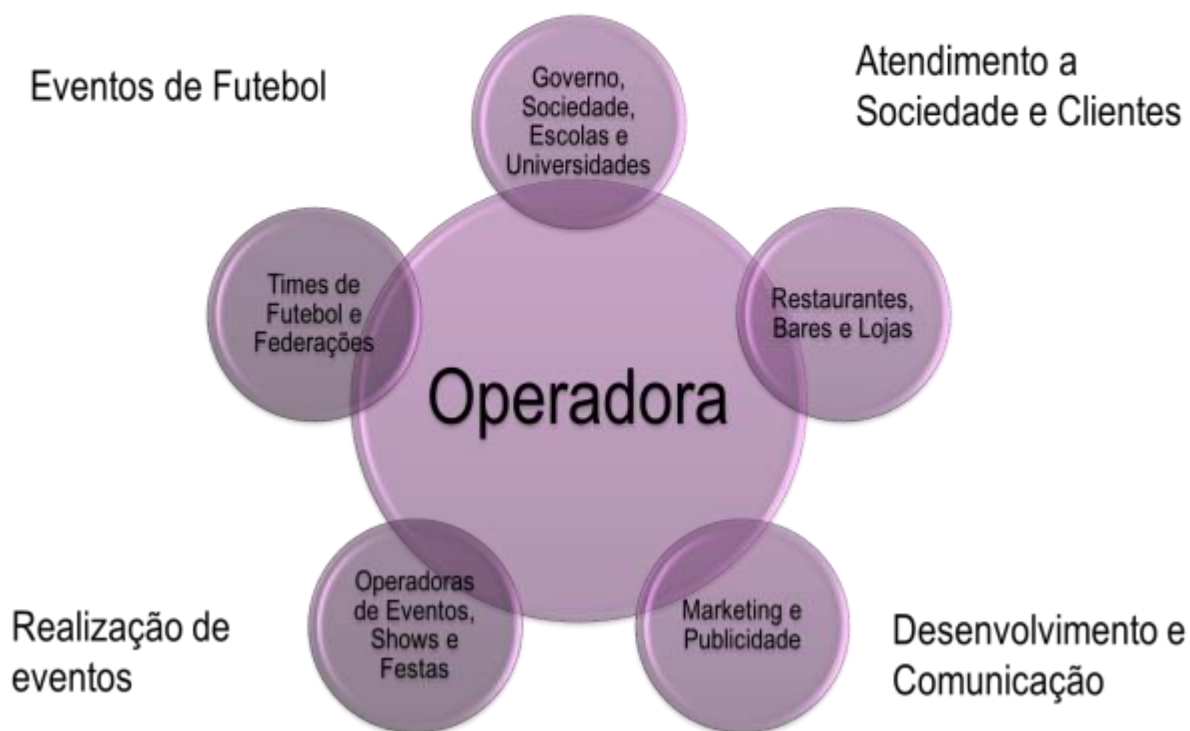 Eventos de Futebol
Governo,
Sociedade,
Escolas e
Universidades
Atendimento a
Sociedade e Clientes
Times de
Futebol e
Federações
Restaurantes,
Bares e Lojas
Operadora
Operadoras
de Eventos,
Shows e
Festas
Marketing e
Publicidade
Realização de
eventos
Desenvolvimento e
Comunicação